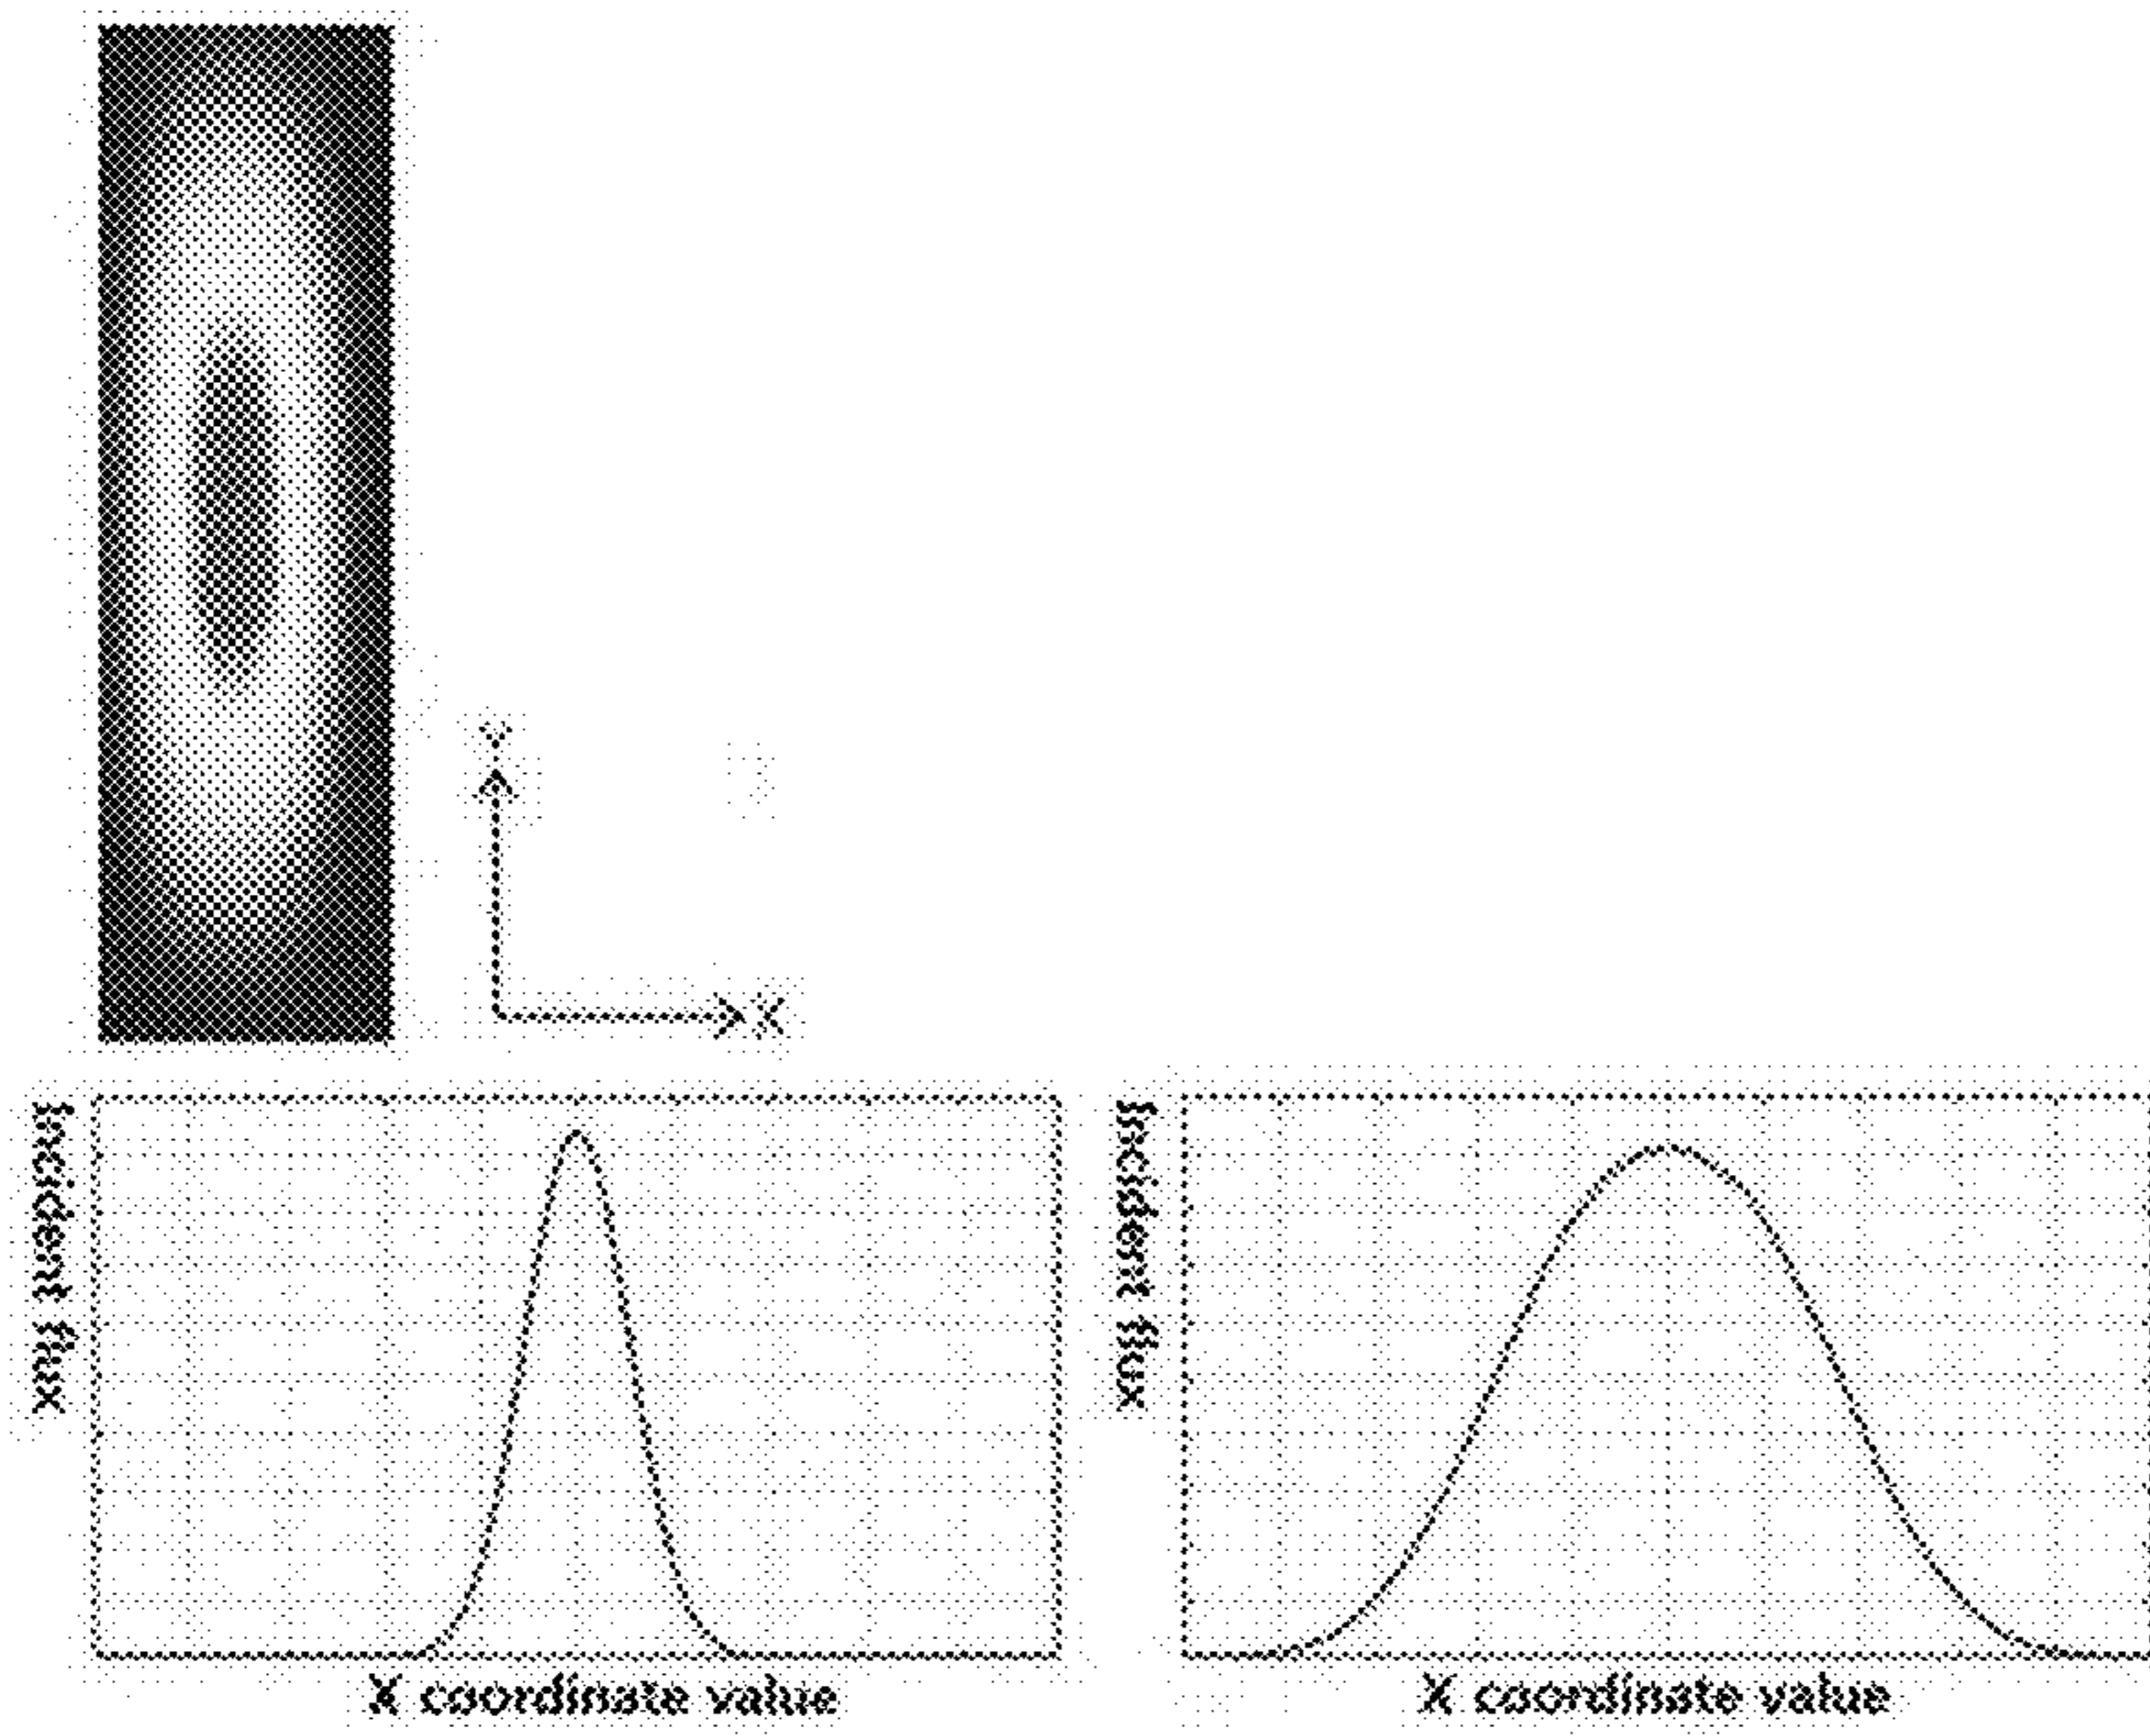 Y
X
Incident flux
X coordinate value
Incident flux
X coordinate value